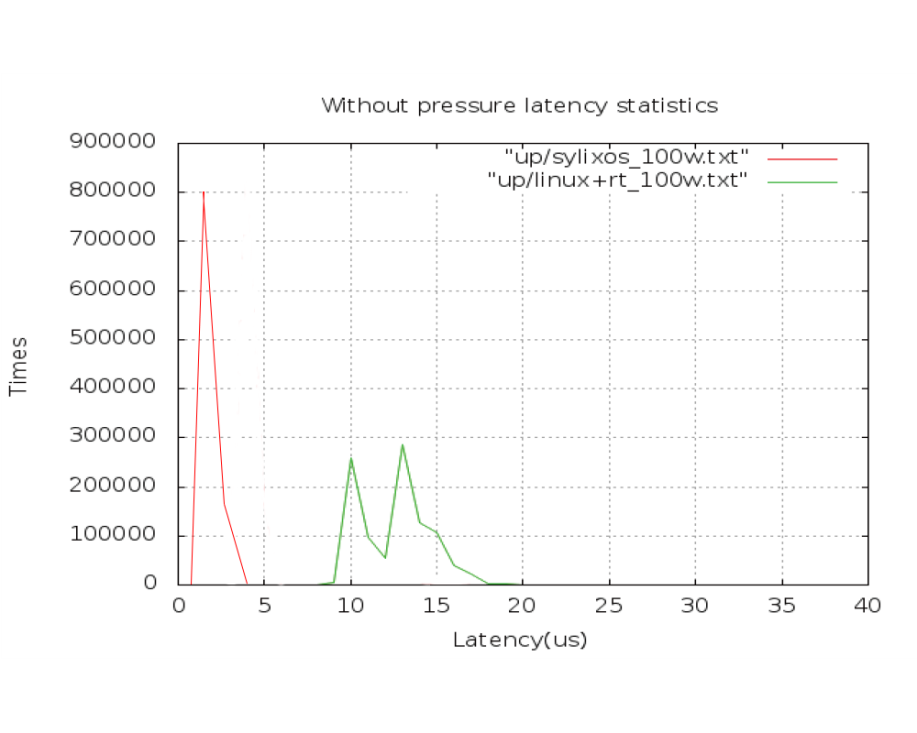 Without pressure latency statistics
900000
"up/sylixos_100w.txt"
"up/linux+rt_100w.txt"
800000
700000
600000
500000
400000
300000
200000
100000
0
Times
0 5 10 15 20 25 30 35 40
Latency(us)